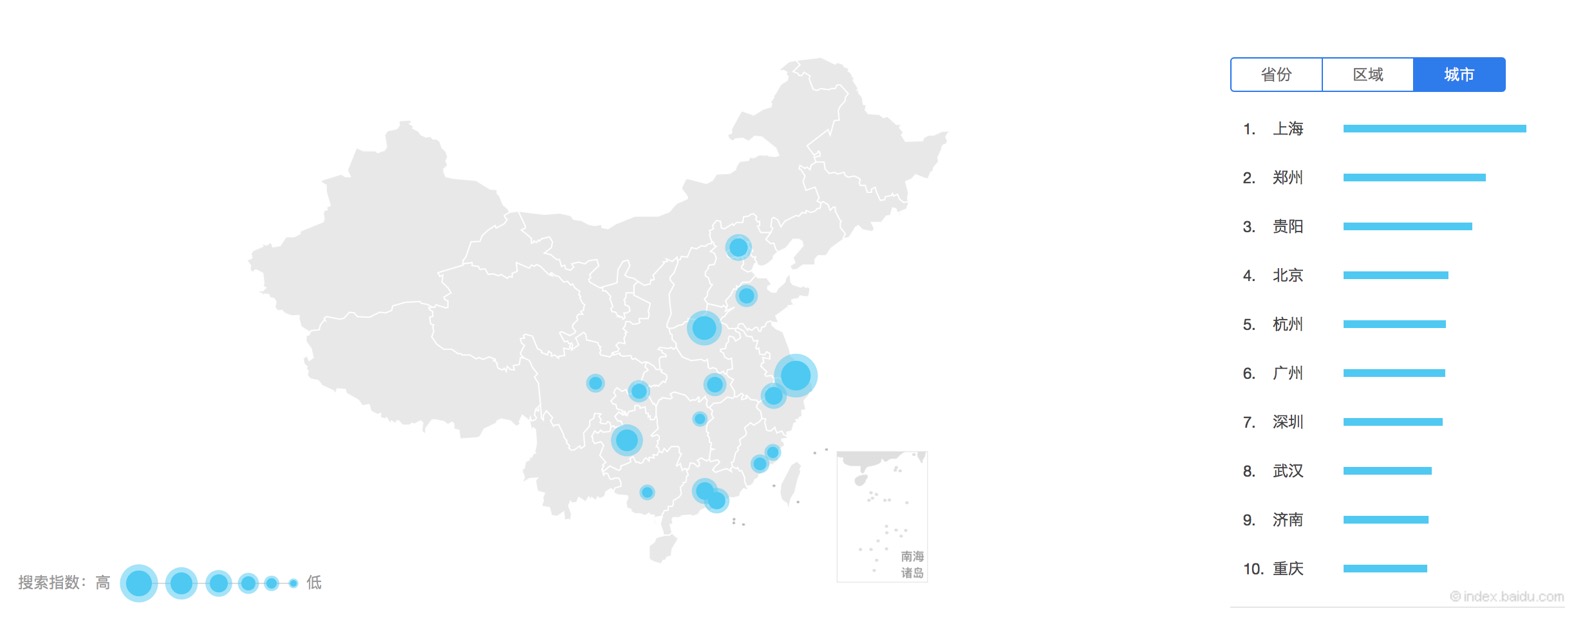 省份 区域 城市
1. 上海
2. 郑州
3. 贵阳
4. 北京
5. 杭州
6. 广州
7. 深圳
8. 武汉
9. 济南
10. 重庆
南海
诸岛
搜索指数：高 低
©index.baidu.com